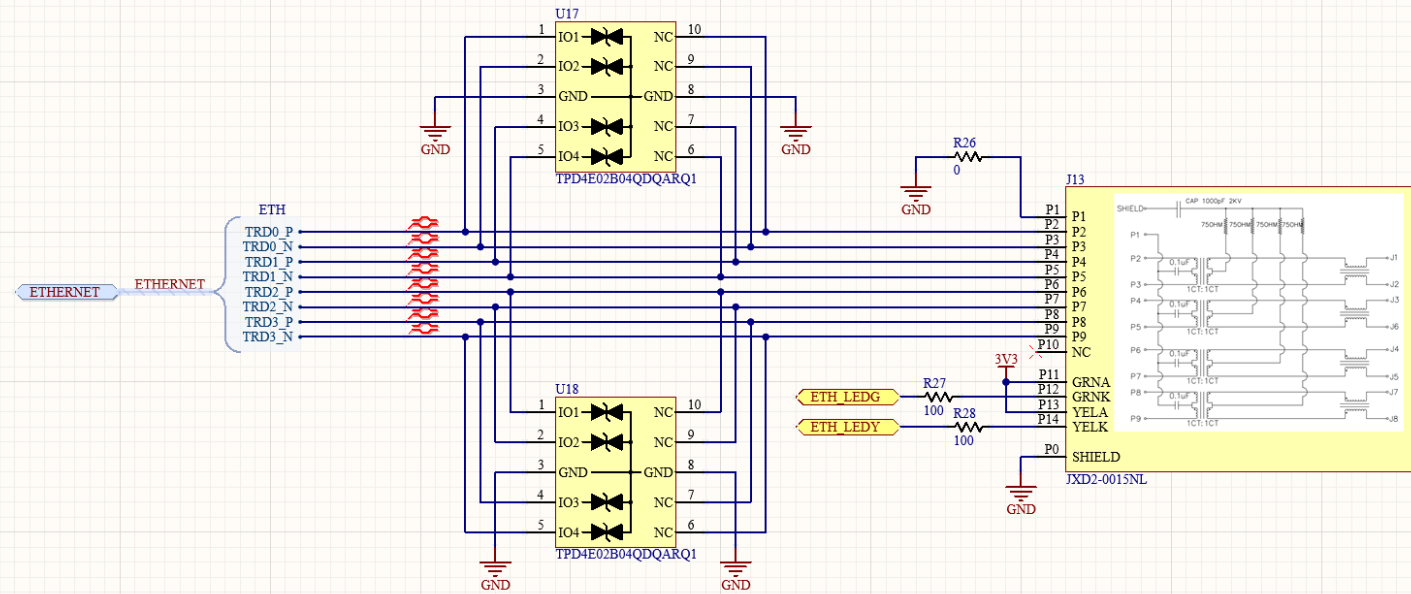 U17
1 IO1 NC 10
2 IO2 NC 9
3 GND GND 8
4 IO3 NC 7
5 IO4 NC 6
TPD4E02B04QDQARQ1
GND
GND
R26
0
GND
ETH
TRD0_P
TRD0_N
TRD1_P
TRD1_N
TRD2_P
TRD2_N
TRD3_P
TRD3_N
ETHERNET
ETHERNET
J13
P1 P1
P2 P2
P3 P3
P4 P4
P5 P5
P6 P6
P7 P7
P8 P8
P9 P9
P10 NC
P11 GRNA
P12 GRNK
P13 YELA
P14 YELK
P0 SHIELD
JXD2-0015NL
GND
3V3
ETH_LEDG
R27
100
ETH_LEDY
R28
100
SHIELD
CAP 1000pF 2KV
75OHM 75OHM 75OHM 75OHM
P1
P2 J1
0.1uF
P3 J2
1CT: 1CT
P4 J3
0.1uF
P5 J6
1CT: 1CT
P6 J4
0.1uF
P7 J5
1CT: 1CT
P8 J7
0.1uF
P9 J8
1CT: 1CT
U18
1 IO1 NC 10
2 IO2 NC 9
3 GND GND 8
4 IO3 NC 7
5 IO4 NC 6
TPD4E02B04QDQARQ1
GND
GND